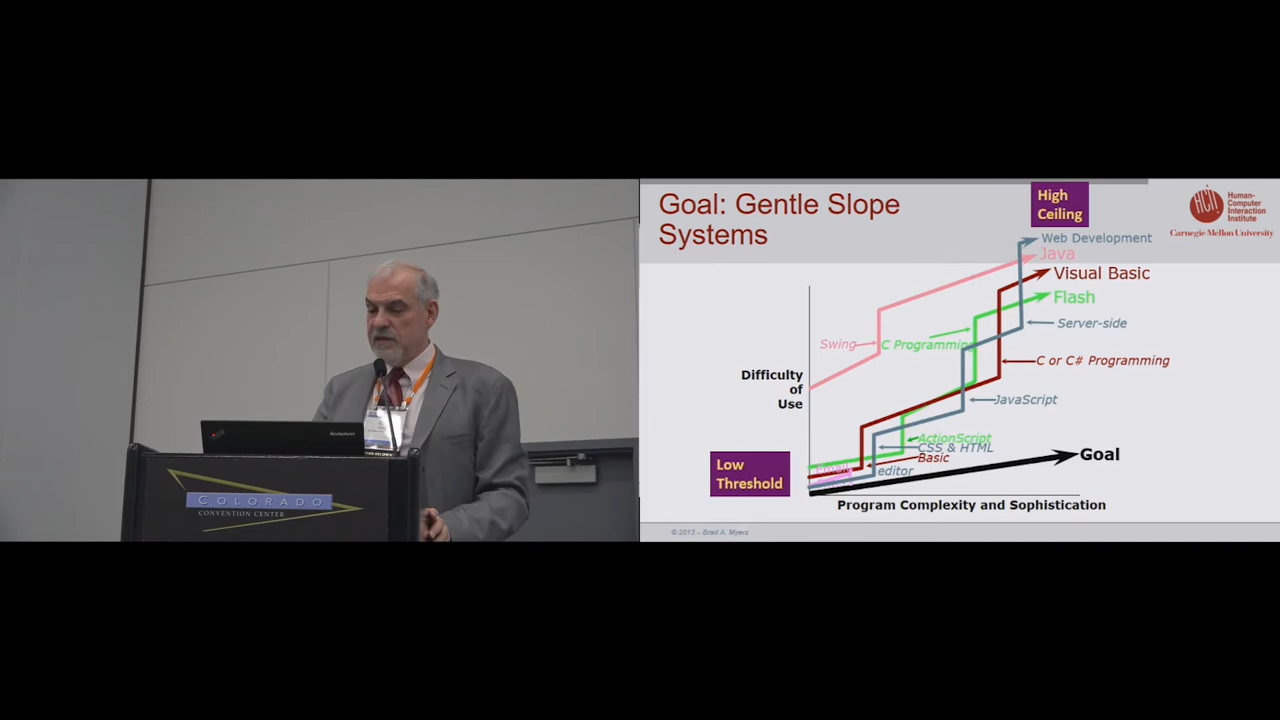 COLORADO
CONVENTION CENTER
Goal: Gentle Slope
Systems
High
Ceiling
Human-
Computer
Interaction
Institute
Carnegie Mellon University
Web Development
Java
Visual Basic
Flash
Server-side
Swing
C Programming
C or C# Programming
Difficulty
of
Use
JavaScript
ActionScript
CSS & HTML
Basic
editor
Goal
Low
Threshold
Program Complexity and Sophistication
© 2013 – Brad A. Myers